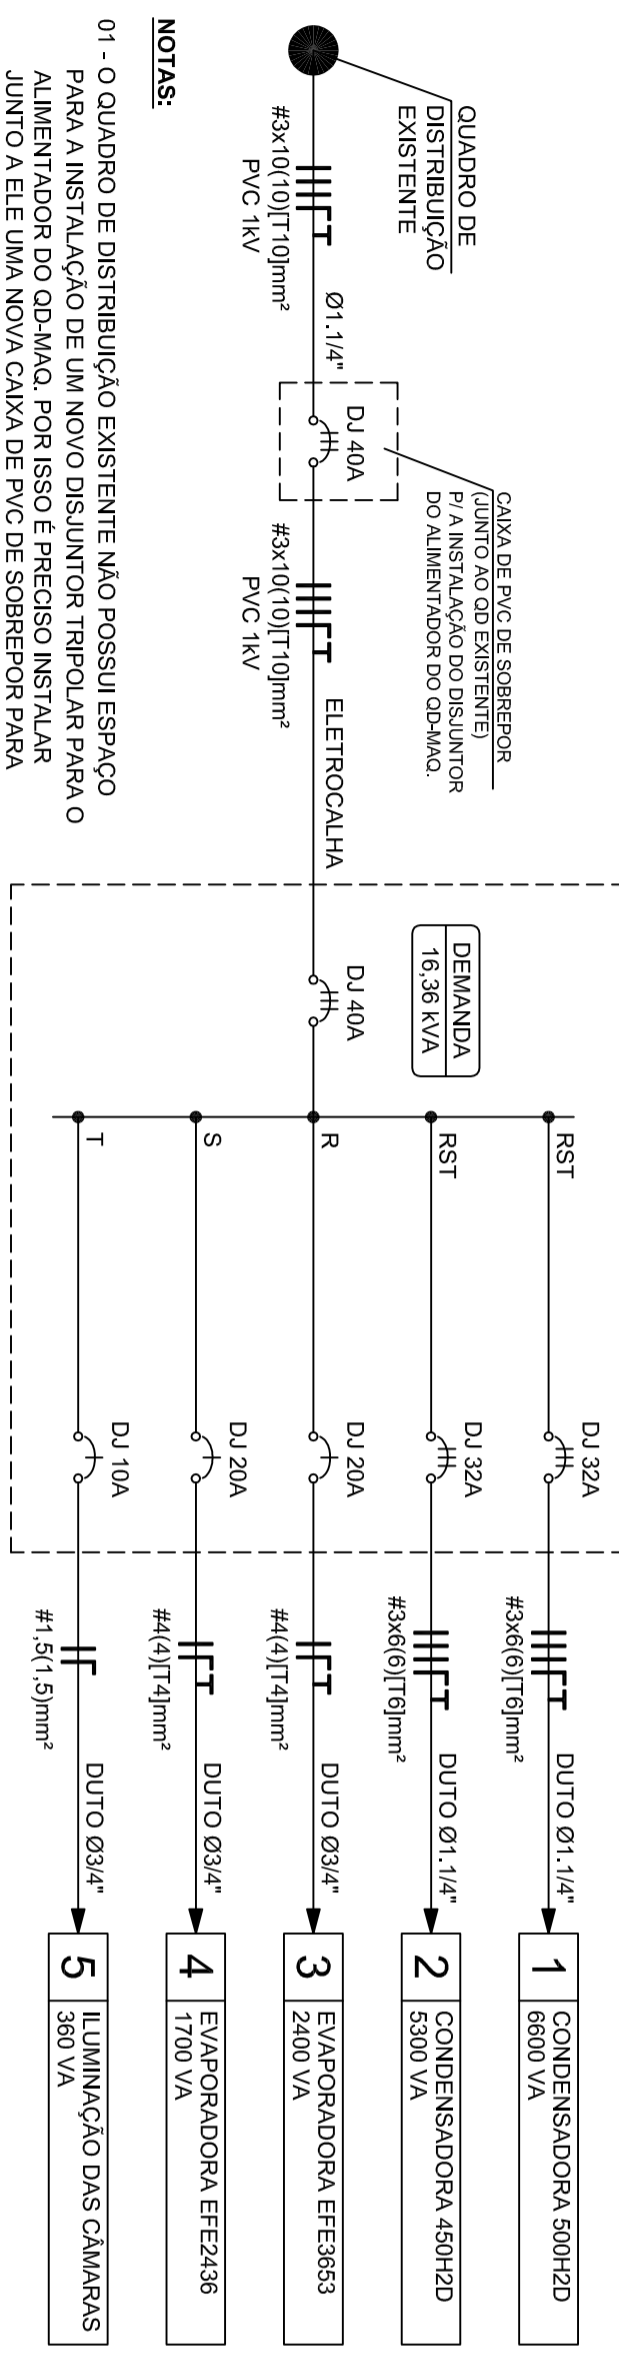 QUADRO DE
DISTRIBUIÇÃO
EXISTENTE
#3x10(10)[T10]mm²
PVC 1kV
Ø1.1/4"
DJ 40A
CAIXA DE PVC DE SOBREPOR
(JUNTO AO QD EXISTENTE)
P/ A INSTALAÇÃO DO DISJUNTOR
DO ALIMENTADOR DO QD-MAQ.
#3x10(10)[T10]mm²
PVC 1kV
ELETROCALHA
DEMANDA
16,36 kVA
DJ 40A
RST
DJ 32A
#3x6(6)[T6]mm²
DUTO Ø1.1/4"
1
CONDENSADORA 500H2D
6600 VA
RST
DJ 32A
#3x6(6)[T6]mm²
DUTO Ø1.1/4"
2
CONDENSADORA 450H2D
5300 VA
R
DJ 20A
#4(4)[T4]mm²
DUTO Ø3/4"
3
EVAPORADORA EFE3653
2400 VA
S
DJ 20A
#4(4)[T4]mm²
DUTO Ø3/4"
4
EVAPORADORA EFE2436
1700 VA
T
DJ 10A
#1,5(1,5)mm²
DUTO Ø3/4"
5
ILUMINAÇÃO DAS CÂMARAS
360 VA
NOTAS:
01 - O QUADRO DE DISTRIBUIÇÃO EXISTENTE NÃO POSSUI ESPAÇO
PARA A INSTALAÇÃO DE UM NOVO DISJUNTOR TRIPOLAR PARA O
ALIMENTADOR DO QD-MAQ. POR ISSO É PRECISO INSTALAR
JUNTO A ELE UMA NOVA CAIXA DE PVC DE SOBREPOR PARA